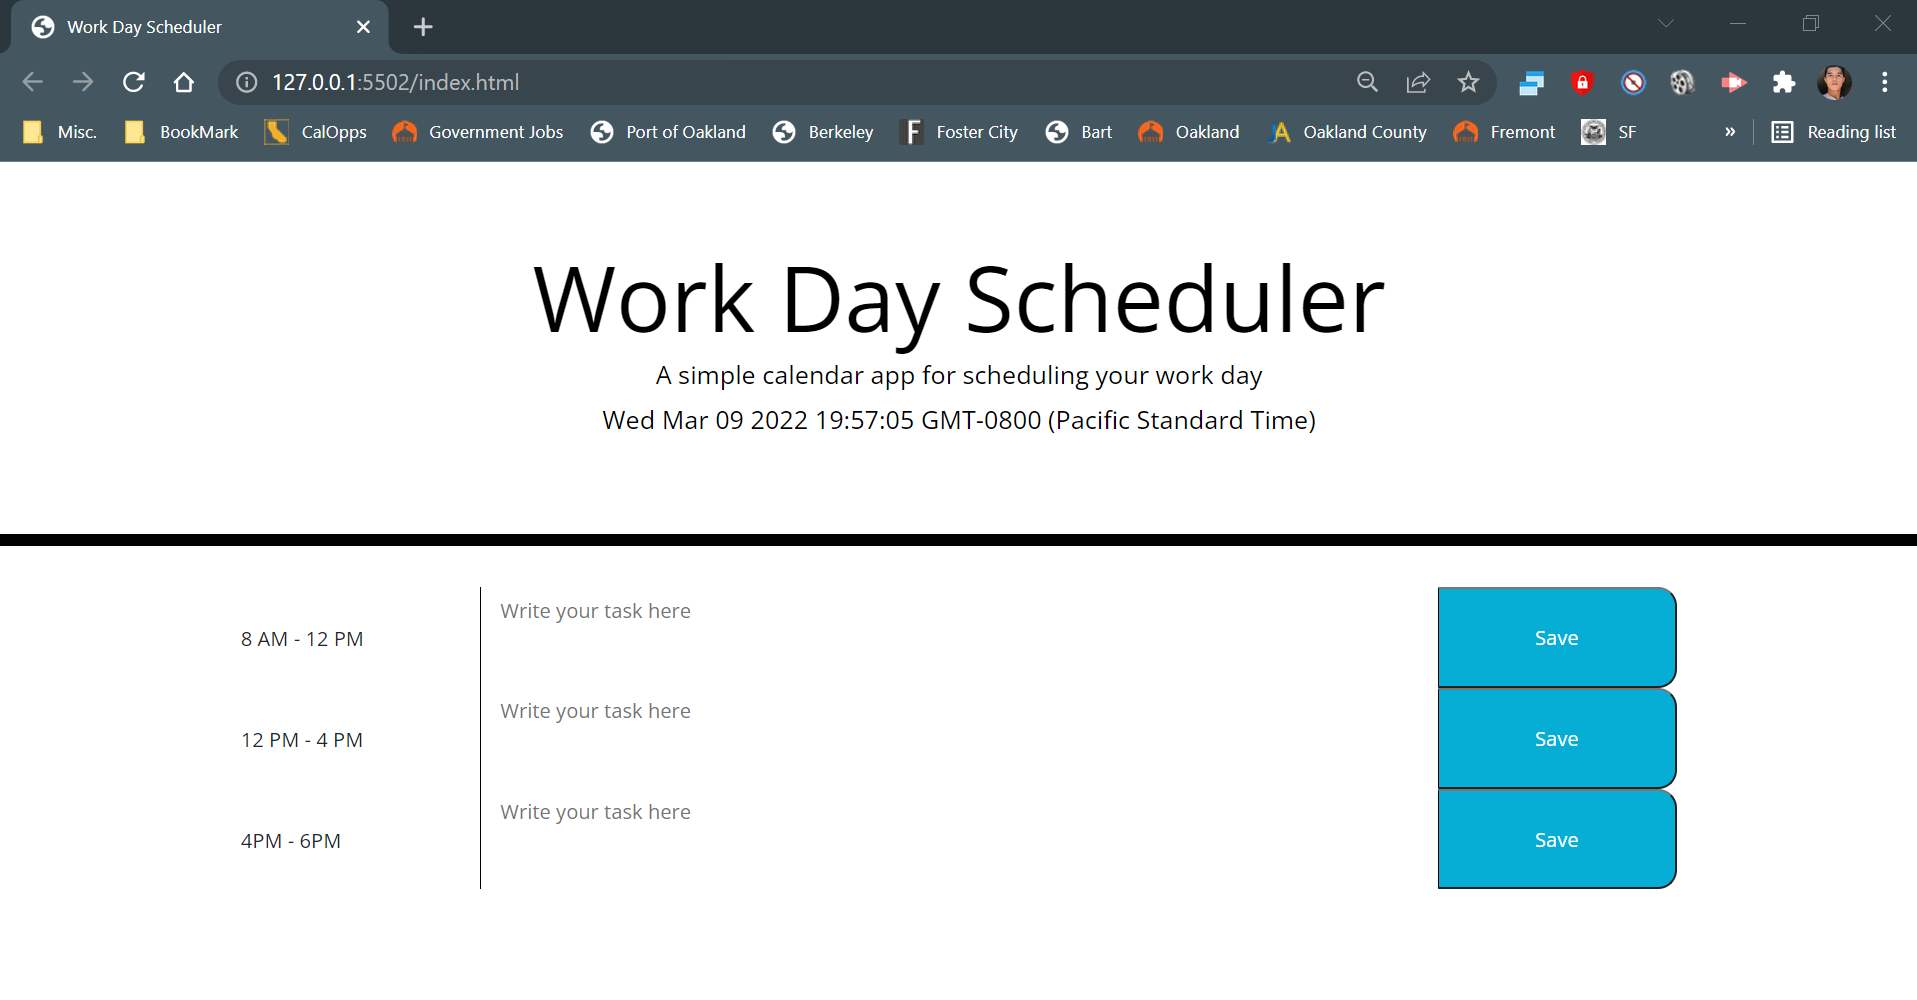 Work Day Scheduler
127.0.0.1:5502/index.html
Misc. BookMark CalOpps Government Jobs Port of Oakland Berkeley Foster City Bart Oakland Oakland County Fremont SF » Reading list
Work Day Scheduler
A simple calendar app for scheduling your work day
Wed Mar 09 2022 19:57:05 GMT-0800 (Pacific Standard Time)
Write your task here
8 AM - 12 PM Save
Write your task here
12 PM - 4 PM Save
Write your task here
4PM - 6PM Save